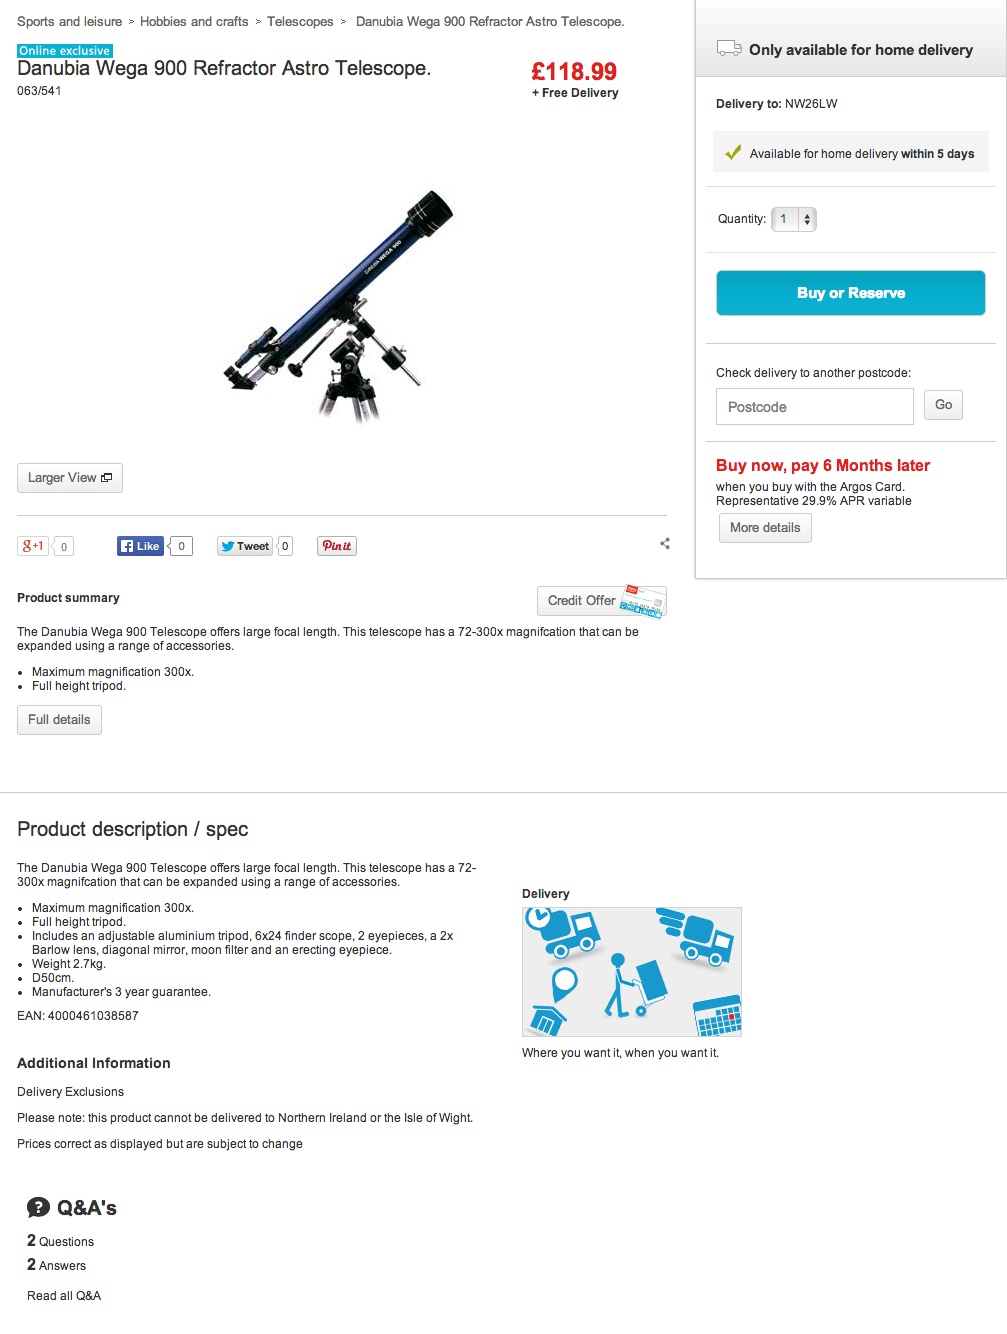 Sports and leisure > Hobbies and crafts > Telescopes > Danubia Wega 900 Refractor Astro Telescope.
Online exclusive
Danubia Wega 900 Refractor Astro Telescope.
063/541
£118.99
+ Free Delivery
WEGA 900
Larger View
g+1 0
Like 0
Tweet 0
Pin it
Product summary
Credit Offer
The Danubia Wega 900 Telescope offers large focal length. This telescope has a 72-300x magnifcation that can be
expanded using a range of accessories.
• Maximum magnification 300x.
• Full height tripod.
Full details
Only available for home delivery
Delivery to: NW26LW
Available for home delivery within 5 days
Quantity: 1
Buy or Reserve
Check delivery to another postcode:
Postcode
Go
Buy now, pay 6 Months later
when you buy with the Argos Card.
Representative 29.9% APR variable
More details
Product description / spec
The Danubia Wega 900 Telescope offers large focal length. This telescope has a 72-
300x magnifcation that can be expanded using a range of accessories.
• Maximum magnification 300x.
• Full height tripod.
• Includes an adjustable aluminium tripod, 6x24 finder scope, 2 eyepieces, a 2x
Barlow lens, diagonal mirror, moon filter and an erecting eyepiece.
• Weight 2.7kg.
• D50cm.
• Manufacturer's 3 year guarantee.
EAN: 4000461038587
Delivery
Where you want it, when you want it.
Additional Information
Delivery Exclusions
Please note: this product cannot be delivered to Northern Ireland or the Isle of Wight.
Prices correct as displayed but are subject to change
? Q&A's
2 Questions
2 Answers
Read all Q&A